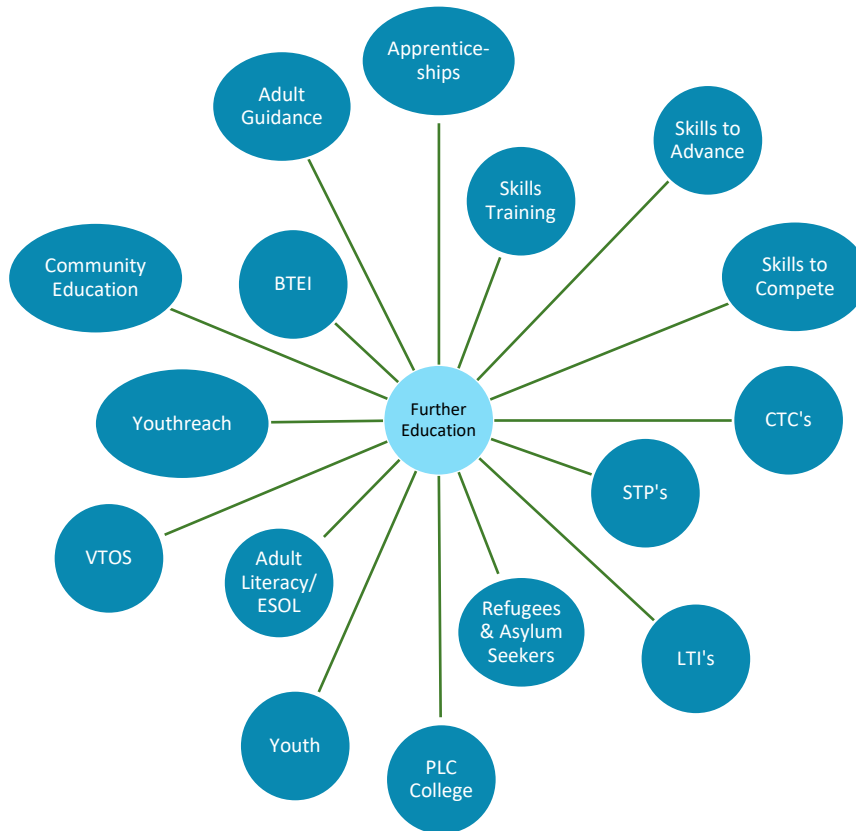 Apprentice-
ships
Adult
Guidance
Skills to
Advance
Skills
Training
Community
Education
BTEI
Skills to
Compete
Further
Education
Youthreach
CTC's
STP's
VTOS
Adult
Literacy/
ESOL
Refugees
& Asylum
Seekers
LTI's
Youth
PLC
College